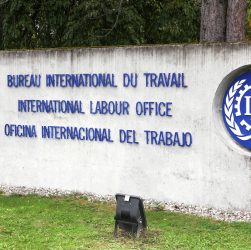 BUREAU INTERNATIONAL DU TRAVAIL
INTERNATIONAL LABOUR OFFICE
OFICINA INTERNACIONAL DEL TRABAJO